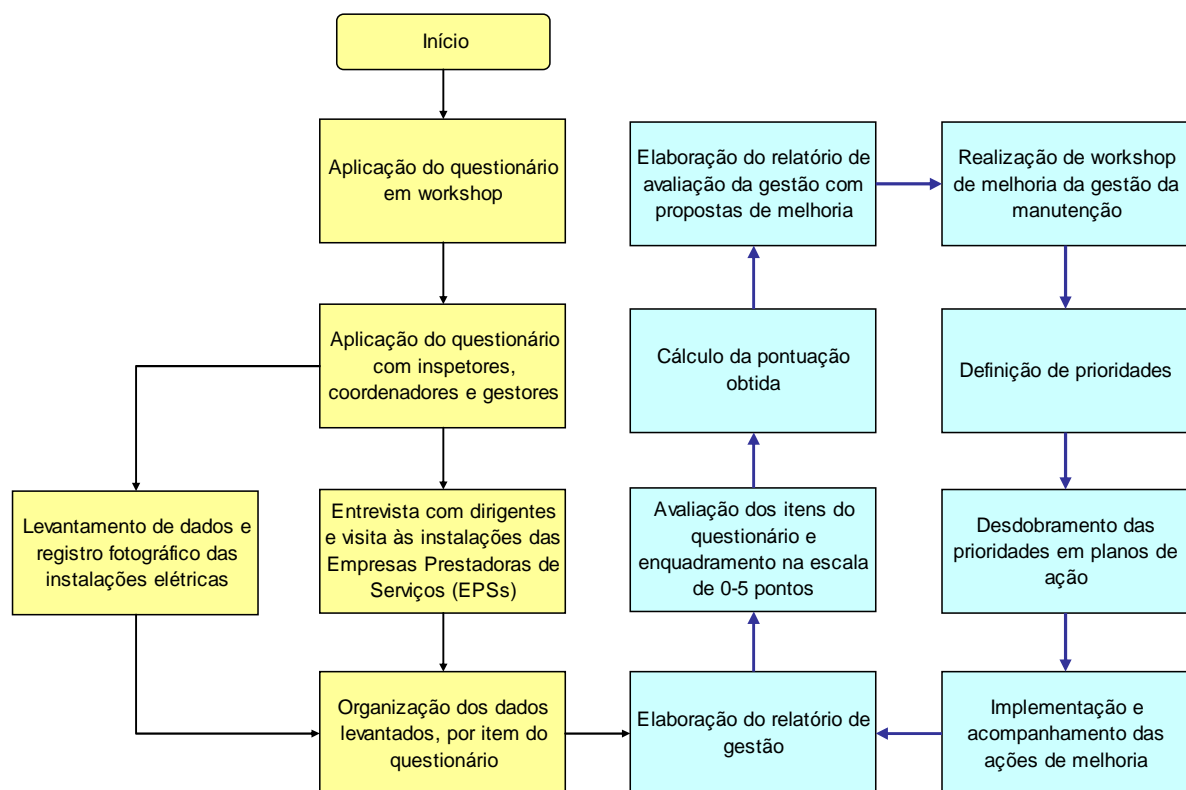 Início
Aplicação do questionário
em workshop
Aplicação do questionário
com inspetores,
coordenadores e gestores
Levantamento de dados e
registro fotográfico das
instalações elétricas
Entrevista com dirigentes
e visita às instalações das
Empresas Prestadoras de
Serviços (EPSs)
Organização dos dados
levantados, por item do
questionário
Elaboração do relatório de
gestão
Avaliação dos itens do
questionário e
enquadramento na escala
de 0-5 pontos
Cálculo da pontuação
obtida
Elaboração do relatório de
avaliação da gestão com
propostas de melhoria
Realização de workshop
de melhoria da gestão da
manutenção
Definição de prioridades
Desdobramento das
prioridades em planos de
ação
Implementação e
acompanhamento das
ações de melhoria